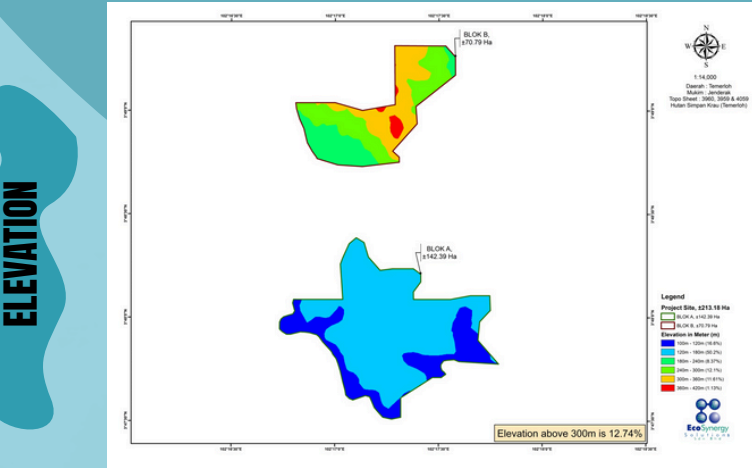 ELEVATION
BLOK B,
±70.79 Ha
BLOK A,
±142.39 Ha
N
W
E
S
1:14,000
Daerah : Temerloh
Mukim : Jenderak
Topo Sheet : 3960, 3959 & 4059
Hutan Simpan Krau (Temerloh)
Legend
Project Site, ±213.18 Ha
BLOK A, ±142.39 Ha
BLOK B, ±70.79 Ha
Elevation in Meter (m)
100m - 120m (16.6%)
120m - 180m (50.2%)
180m - 240m (8.37%)
240m - 300m (12.1%)
300m - 360m (11.61%)
360m - 420m (1.13%)
EcoSynergy
Solutions
Elevation above 300m is 12.74%